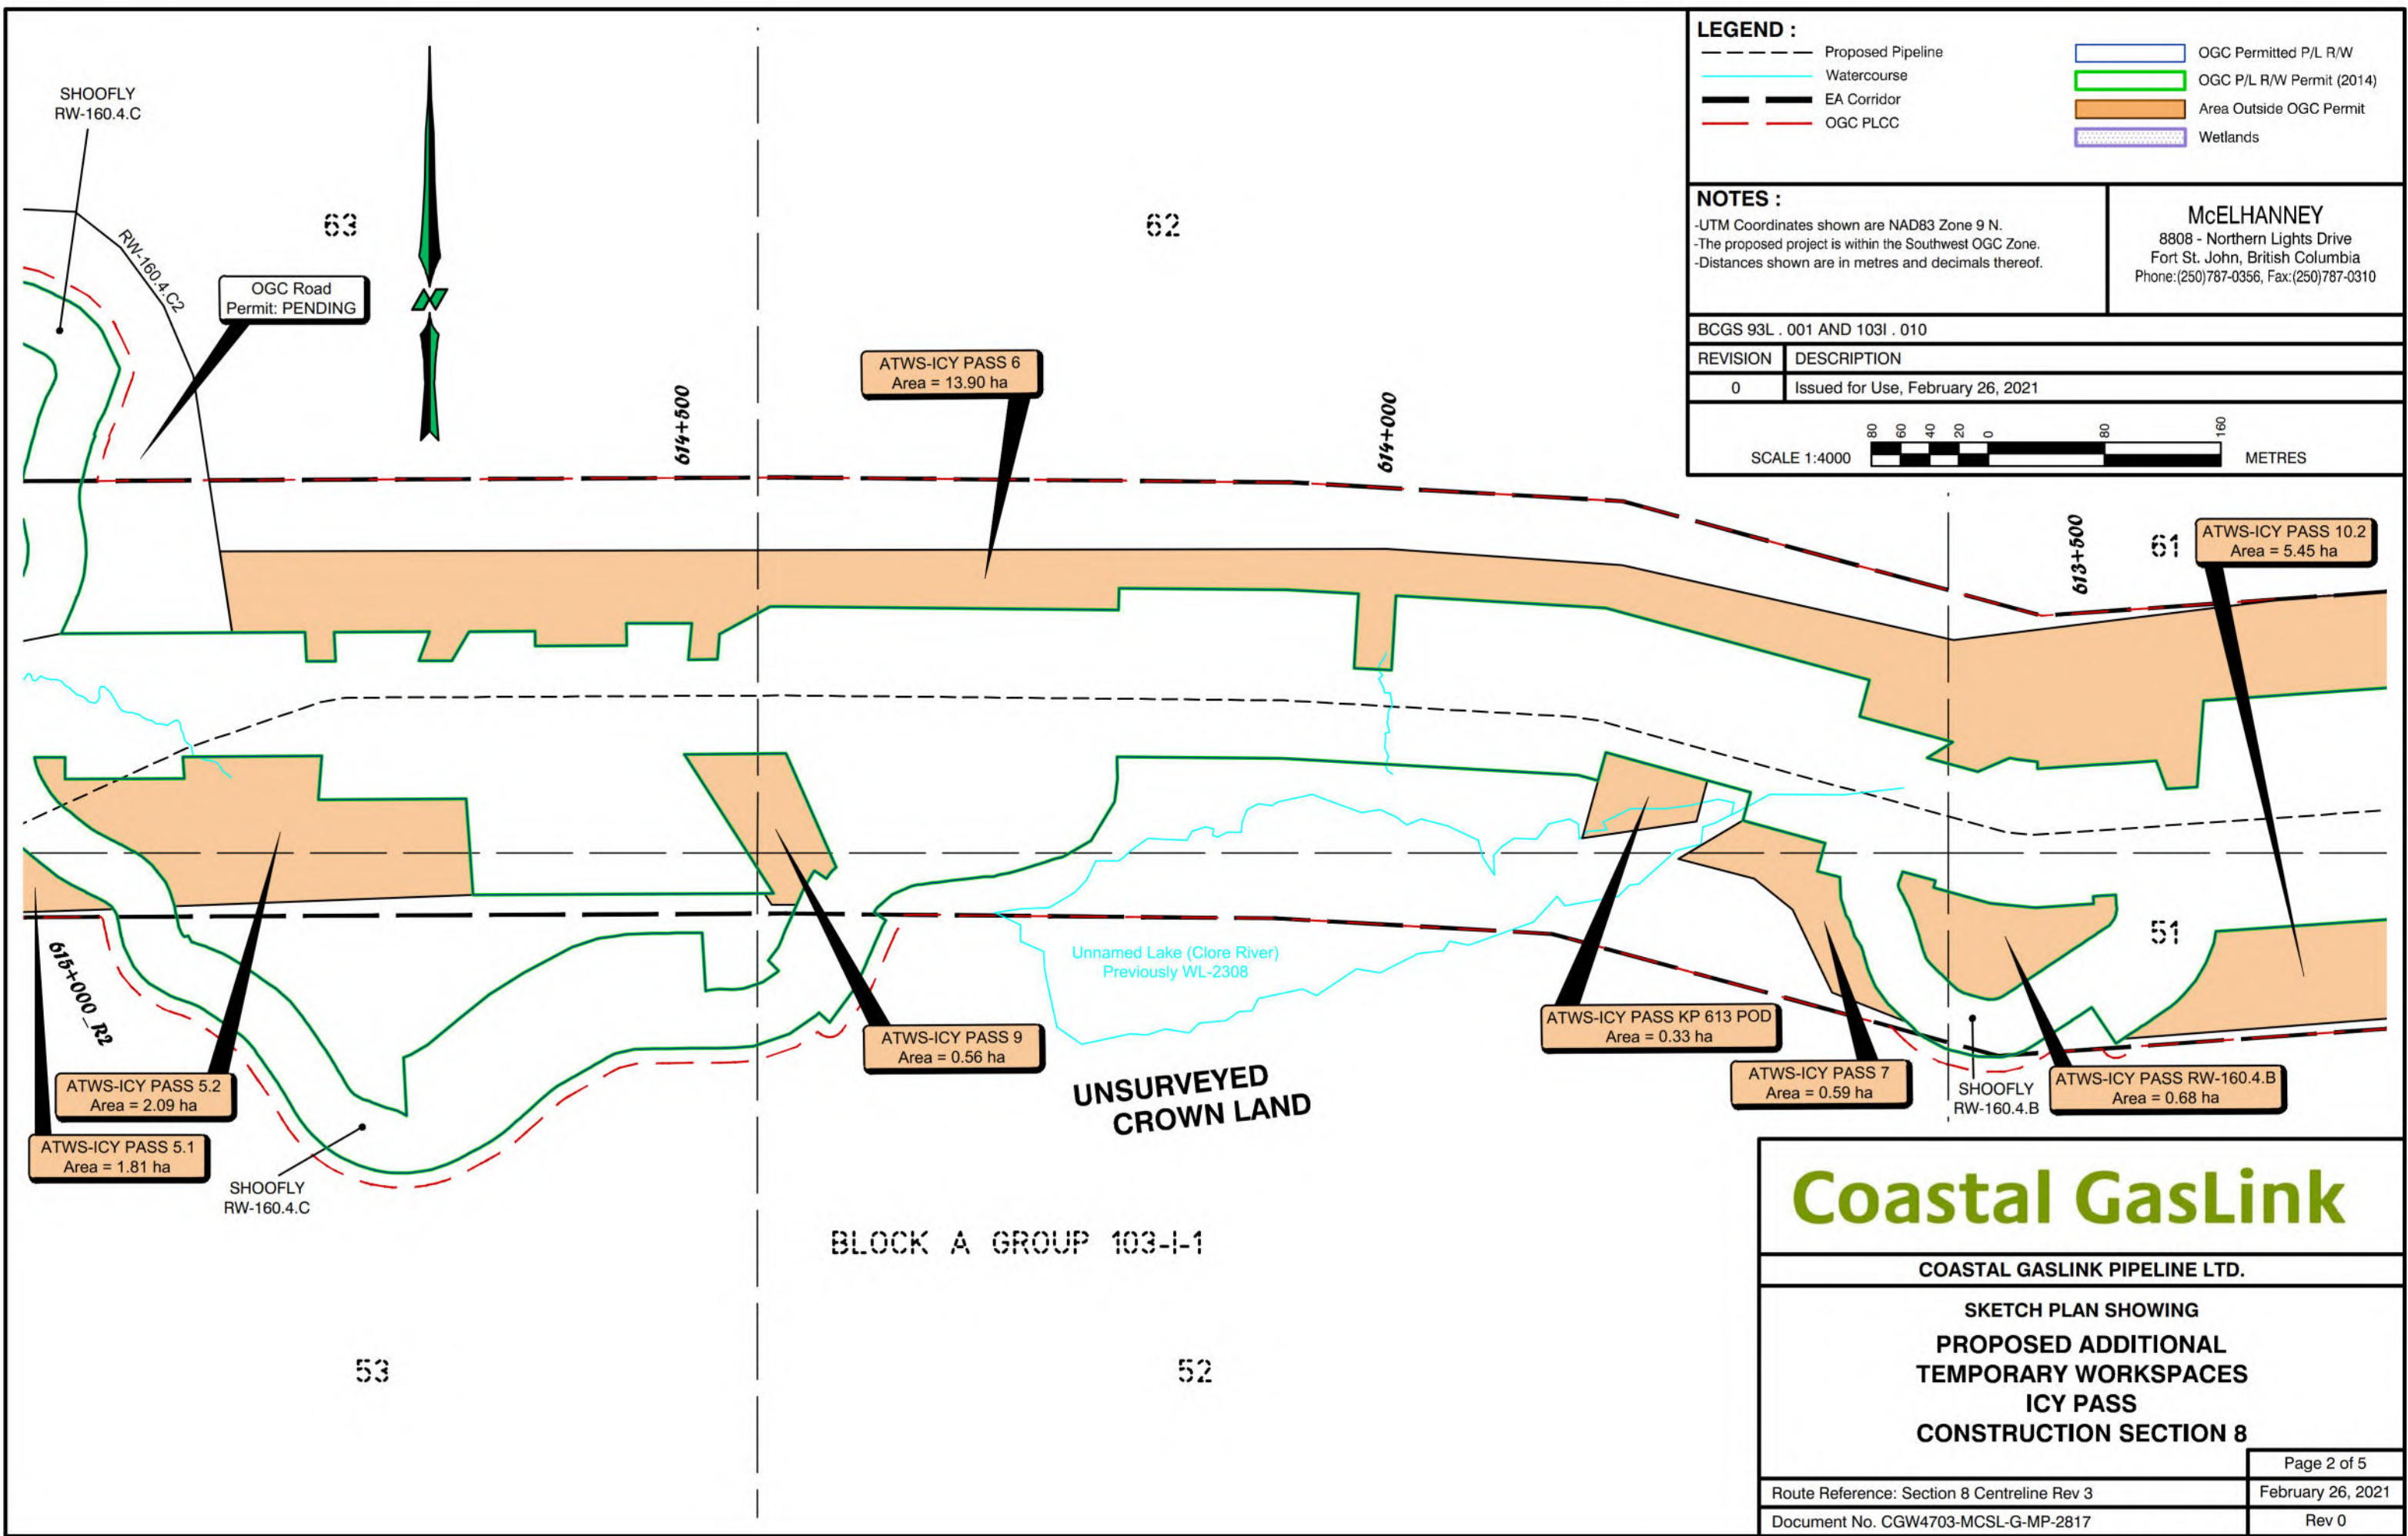 LEGEND :
Proposed Pipeline
Watercourse
EA Corridor
OGC PLCC
OGC Permitted P/L R/W
OGC P/L R/W Permit (2014)
Area Outside OGC Permit
Wetlands
NOTES :
-UTM Coordinates shown are NAD83 Zone 9 N.
-The proposed project is within the Southwest OGC Zone.
-Distances shown are in metres and decimals thereof.
McELHANNEY
8808 - Northern Lights Drive
Fort St. John, British Columbia
Phone:(250)787-0356, Fax:(250)787-0310
BCGS 93L . 001 AND 103I . 010
REVISION DESCRIPTION
0 Issued for Use, February 26, 2021
SCALE 1:4000 80 60 40 20 0 80 160 METRES
SHOOFLY
RW-160.4.C
63
62
RW-160.4.C2
OGC Road
Permit: PENDING
N
ATWS-ICY PASS 6
Area = 13.90 ha
614+500
614+000
613+500
61
ATWS-ICY PASS 10.2
Area = 5.45 ha
51
Unnamed Lake (Clore River)
Previously WL-2308
615+000_R2
ATWS-ICY PASS 9
Area = 0.56 ha
ATWS-ICY PASS KP 613 POD
Area = 0.33 ha
ATWS-ICY PASS 7
Area = 0.59 ha
SHOOFLY
RW-160.4.B
ATWS-ICY PASS RW-160.4.B
Area = 0.68 ha
ATWS-ICY PASS 5.2
Area = 2.09 ha
ATWS-ICY PASS 5.1
Area = 1.81 ha
SHOOFLY
RW-160.4.C
UNSURVEYED
CROWN LAND
BLOCK A GROUP 103-I-1
53
52
Coastal GasLink
COASTAL GASLINK PIPELINE LTD.
SKETCH PLAN SHOWING
PROPOSED ADDITIONAL
TEMPORARY WORKSPACES
ICY PASS
CONSTRUCTION SECTION 8
Page 2 of 5
Route Reference: Section 8 Centreline Rev 3
February 26, 2021
Document No. CGW4703-MCSL-G-MP-2817
Rev 0